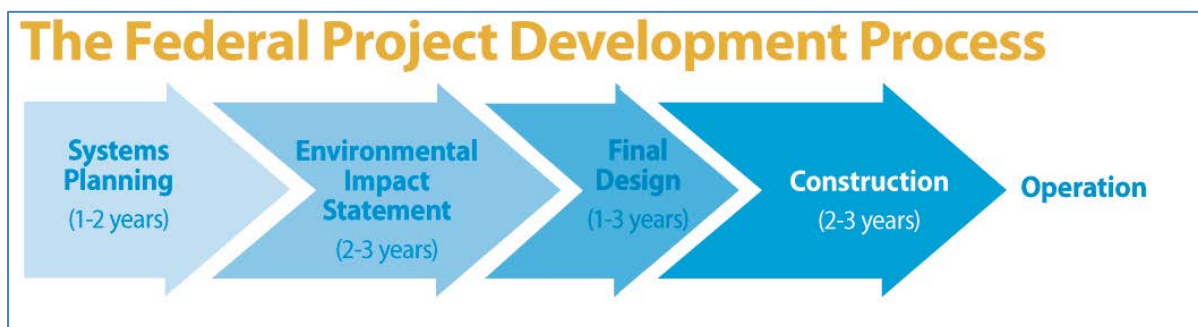 The Federal Project Development Process
Systems
Planning
(1-2 years)
Environmental
Impact
Statement
(2-3 years)
Final
Design
(1-3 years)
Construction
(2-3 years)
Operation